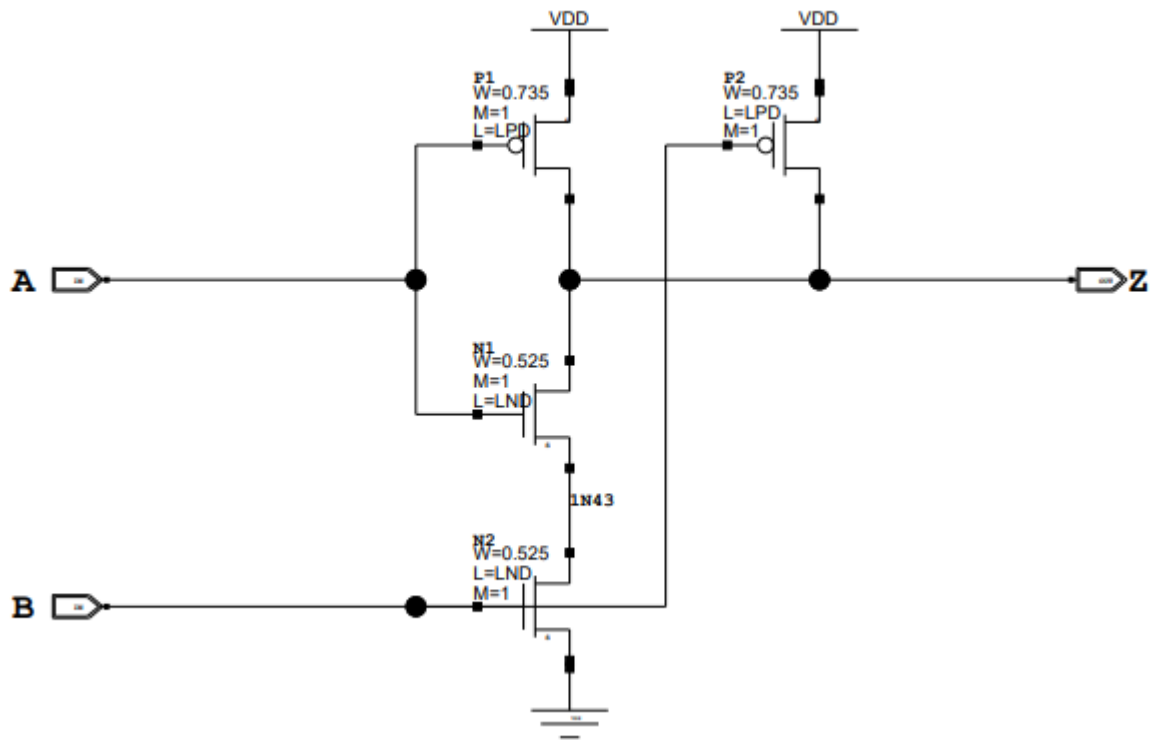 VDD
VDD
P1
W=0.735
M=1
L=LPD
P2
W=0.735
L=LPD
M=1
A
Z
N1
W=0.525
M=1
L=LND
1N43
N2
W=0.525
L=LND
M=1
B